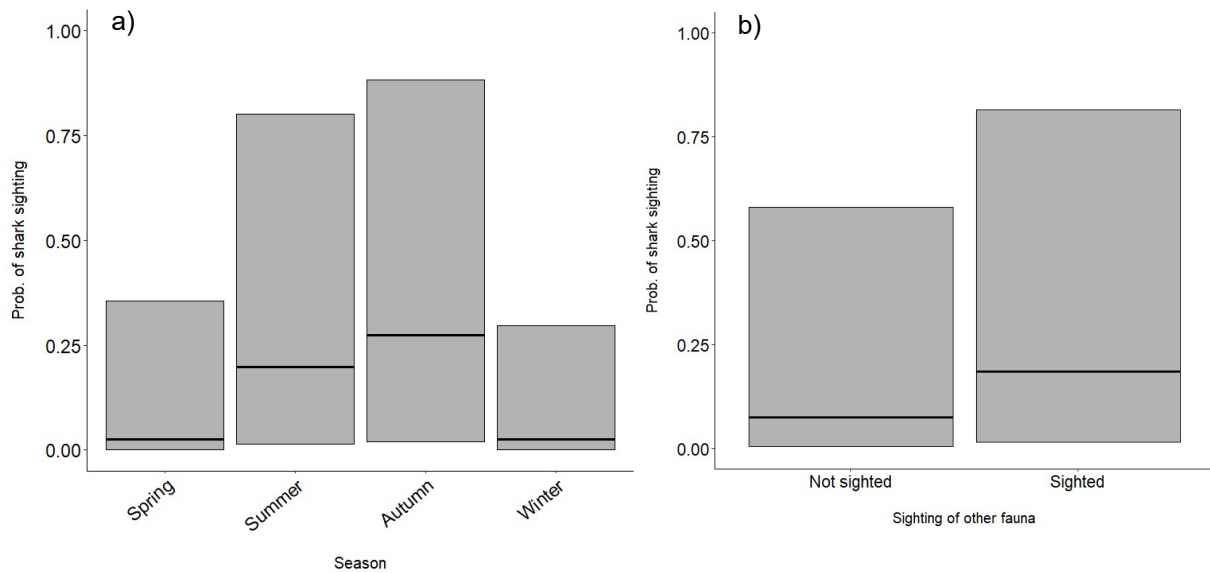 a)
Prob. of shark sighting
1.00
0.75
0.50
0.25
0.00
Spring
Summer
Autumn
Winter
Season
b)
Prob. of shark sighting
1.00
0.75
0.50
0.25
0.00
Not sighted
Sighted
Sighting of other fauna